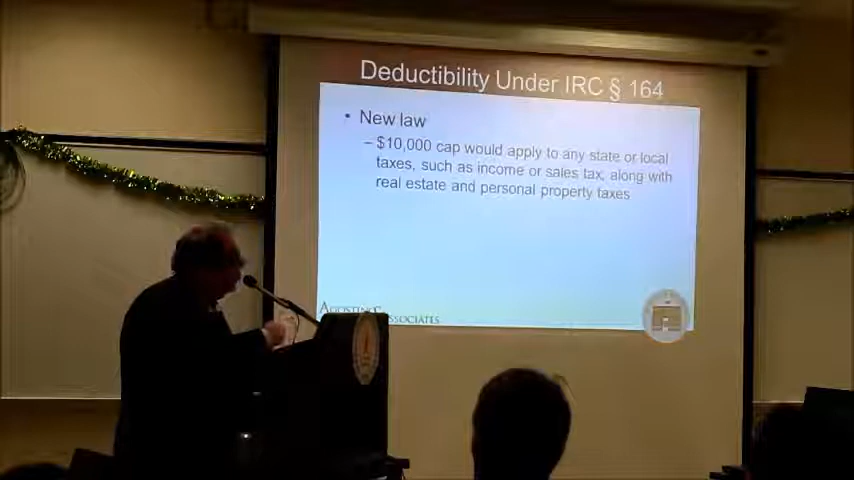 Deductibility Under IRC § 164
• New law
– $10,000 cap would apply to any state or local
taxes, such as income or sales tax, along with
real estate and personal property taxes